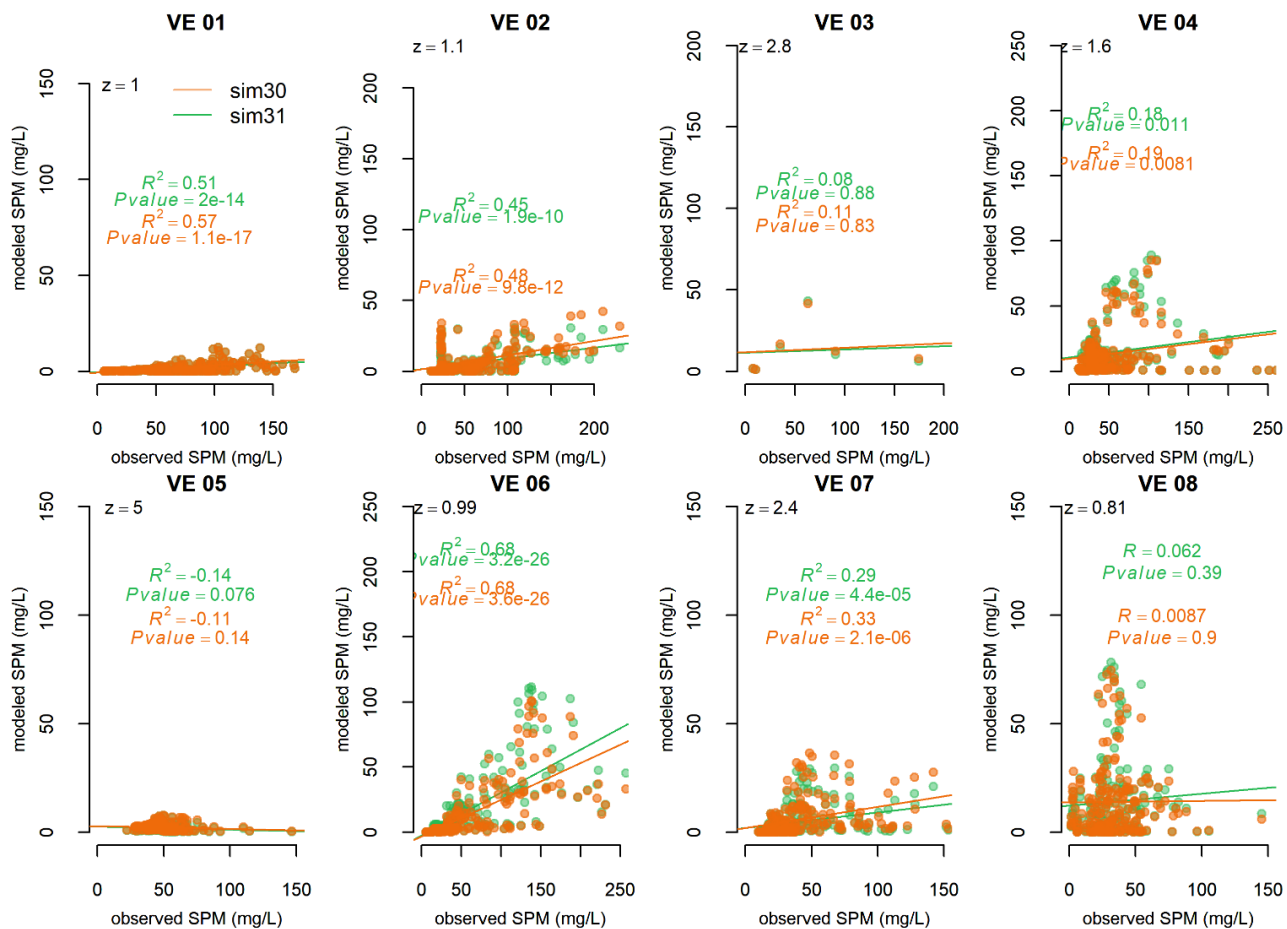 VE 01
z = 1
sim30
sim31
R² = 0.51
Pvalue = 2e-14
R² = 0.57
Pvalue = 1.1e-17
modeled SPM (mg/L)
0 50 100 150
0 50 100 150
observed SPM (mg/L)
VE 02
z = 1.1
R² = 0.45
Pvalue = 1.9e-10
R² = 0.48
Pvalue = 9.8e-12
modeled SPM (mg/L)
0 50 100 150 200
0 50 100 150 200
observed SPM (mg/L)
VE 03
z = 2.8
R² = 0.08
Pvalue = 0.88
R² = 0.11
Pvalue = 0.83
modeled SPM (mg/L)
0 50 100 150 200
0 50 100 150 200
observed SPM (mg/L)
VE 04
z = 1.6
R² = 0.18
Pvalue = 0.011
R² = 0.19
Pvalue = 0.0081
modeled SPM (mg/L)
0 50 100 150 200 250
0 50 100 150 200 250
observed SPM (mg/L)
VE 05
z = 5
R² = -0.14
Pvalue = 0.076
R² = -0.11
Pvalue = 0.14
modeled SPM (mg/L)
0 50 100 150
0 50 100 150
observed SPM (mg/L)
VE 06
z = 0.99
R² = 0.68
Pvalue = 3.2e-26
R² = 0.68
Pvalue = 3.6e-26
modeled SPM (mg/L)
0 50 100 150 200 250
0 50 100 150 200 250
observed SPM (mg/L)
VE 07
z = 2.4
R² = 0.29
Pvalue = 4.4e-05
R² = 0.33
Pvalue = 2.1e-06
modeled SPM (mg/L)
0 50 100 150
0 50 100 150
observed SPM (mg/L)
VE 08
z = 0.81
R = 0.062
Pvalue = 0.39
R = 0.0087
Pvalue = 0.9
modeled SPM (mg/L)
0 50 100 150
0 50 100 150
observed SPM (mg/L)